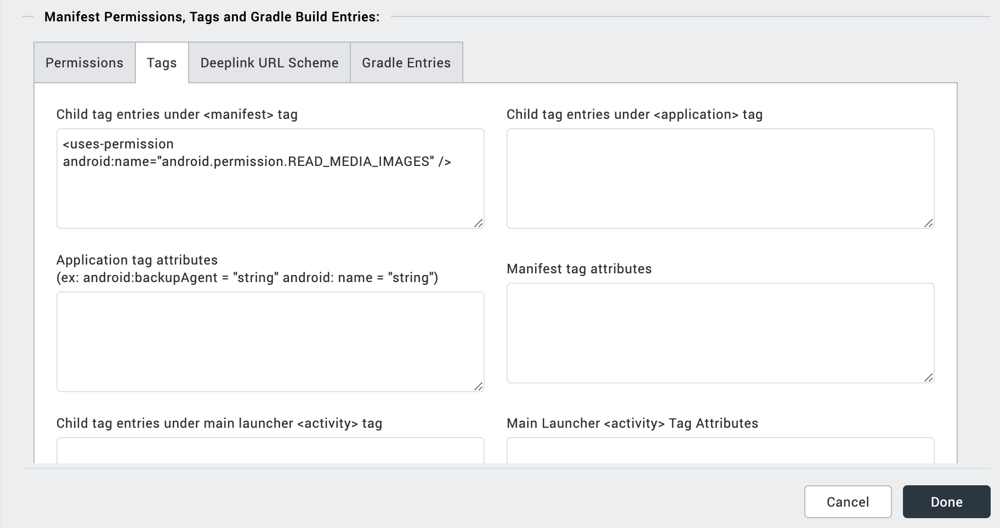 Manifest Permissions, Tags and Gradle Build Entries:
Permissions
Tags
Deeplink URL Scheme
Gradle Entries
Child tag entries under <manifest> tag
<uses-permission
android:name="android.permission.READ_MEDIA_IMAGES" />
Child tag entries under <application> tag
Application tag attributes
(ex: android:backupAgent = "string" android: name = "string")
Manifest tag attributes
Child tag entries under main launcher <activity> tag
Main Launcher <activity> Tag Attributes
Cancel
Done